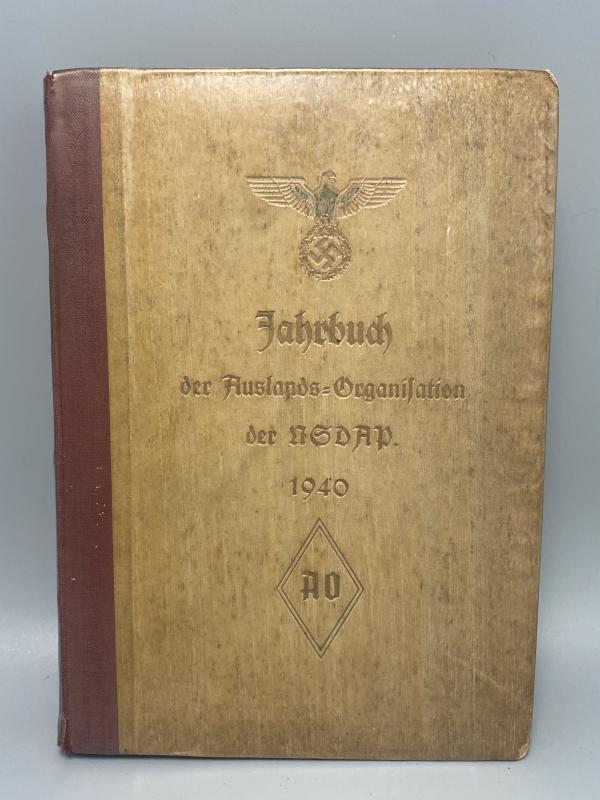 Jahrbuch
der Auslands=Organisation
der NSDAP.
1940
AO